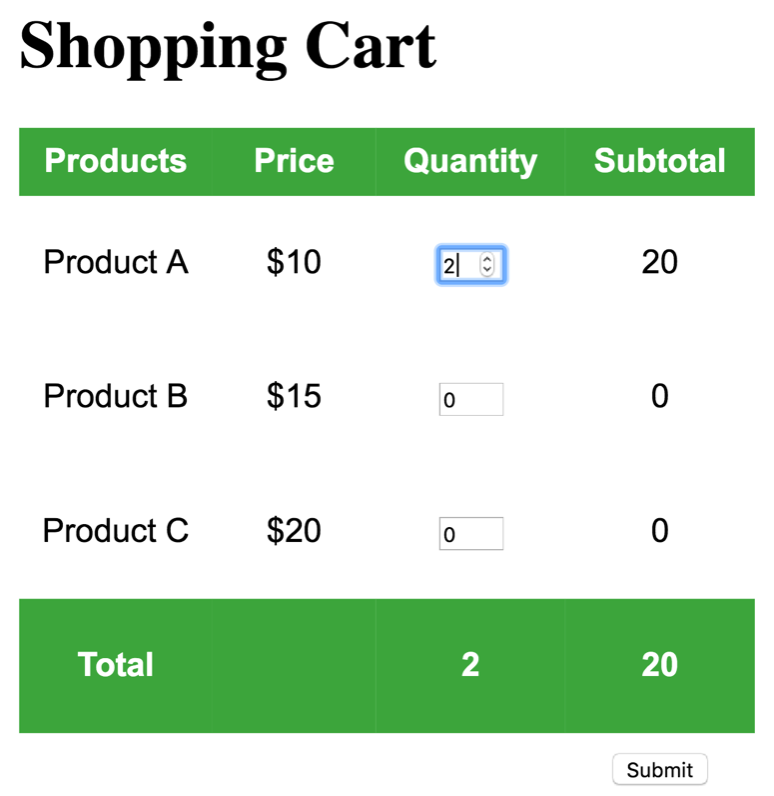 Shopping Cart
Products Price Quantity Subtotal
Product A $10 2 20
Product B $15 0 0
Product C $20 0 0
Total 2 20
Submit